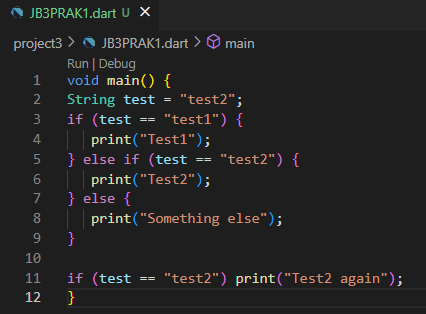 JB3PRAK1.dart U ×
project3 > JB3PRAK1.dart > main
Run | Debug
1 void main() {
2 String test = "test2";
3 if (test == "test1") {
4     print("Test1");
5 } else if (test == "test2") {
6     print("Test2");
7 } else {
8     print("Something else");
9 }
10
11 if (test == "test2") print("Test2 again");
12 }